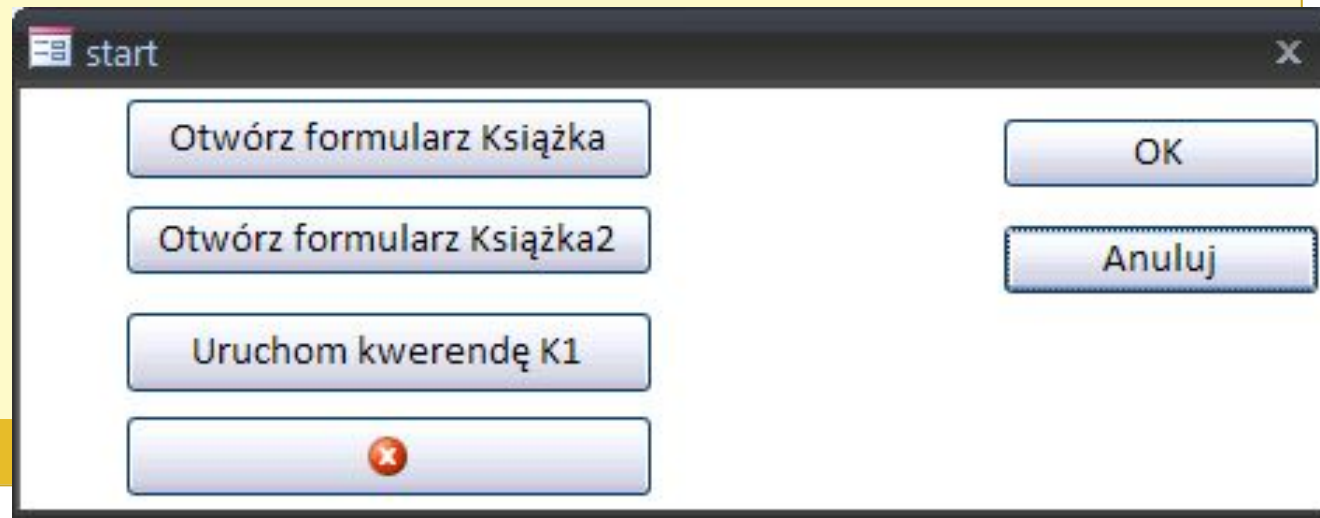 start
Otwórz formularz Książka
Otwórz formularz Książka2
Uruchom kwerendę K1
OK
Anuluj